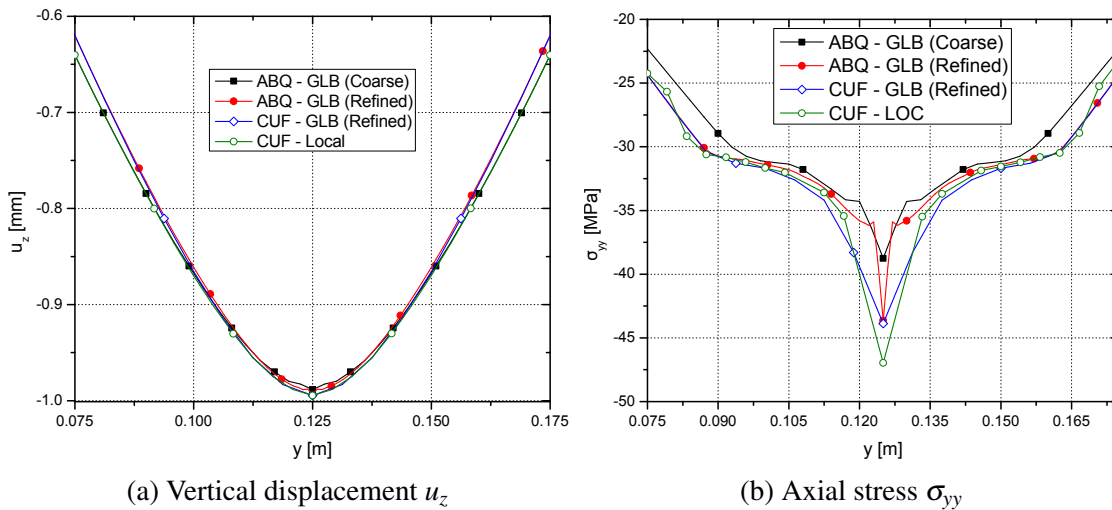 -0.6
-0.7
-0.8
-0.9
-1.0
u_z [mm]
ABQ - GLB (Coarse)
ABQ - GLB (Refined)
CUF - GLB (Refined)
CUF - Local
0.075 0.100 0.125 0.150 0.175
y [m]
(a) Vertical displacement u_z
-20
-25
-30
-35
-40
-45
-50
σ_yy [MPa]
ABQ - GLB (Coarse)
ABQ - GLB (Refined)
CUF - GLB (Refined)
CUF - LOC
0.075 0.090 0.105 0.120 0.135 0.150 0.165
y [m]
(b) Axial stress σ_yy